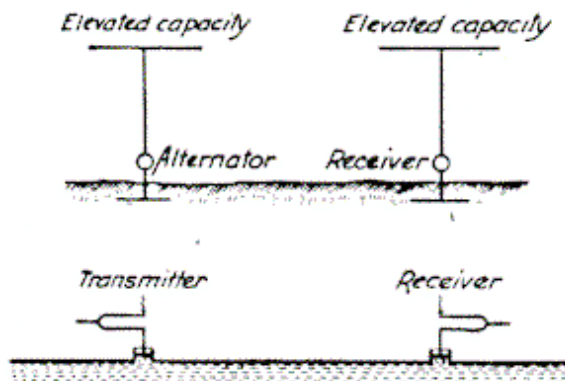 Elevated capacity Elevated capacity
Alternator Receiver
Transmitter Receiver